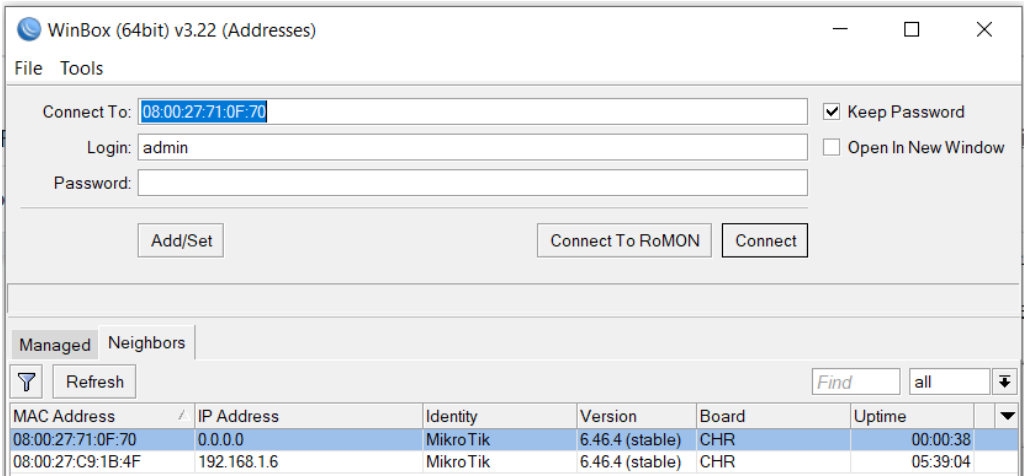 WinBox (64bit) v3.22 (Addresses)
File Tools
Connect To: 08:00:27:71:0F:70 Keep Password
Login: admin Open In New Window
Password:
Add/Set Connect To RoMON Connect
Managed Neighbors
Refresh Find all
MAC Address IP Address Identity Version Board Uptime
08:00:27:71:0F:70 0.0.0.0 MikroTik 6.46.4 (stable) CHR 00:00:38
08:00:27:C9:1B:4F 192.168.1.6 MikroTik 6.46.4 (stable) CHR 05:39:04